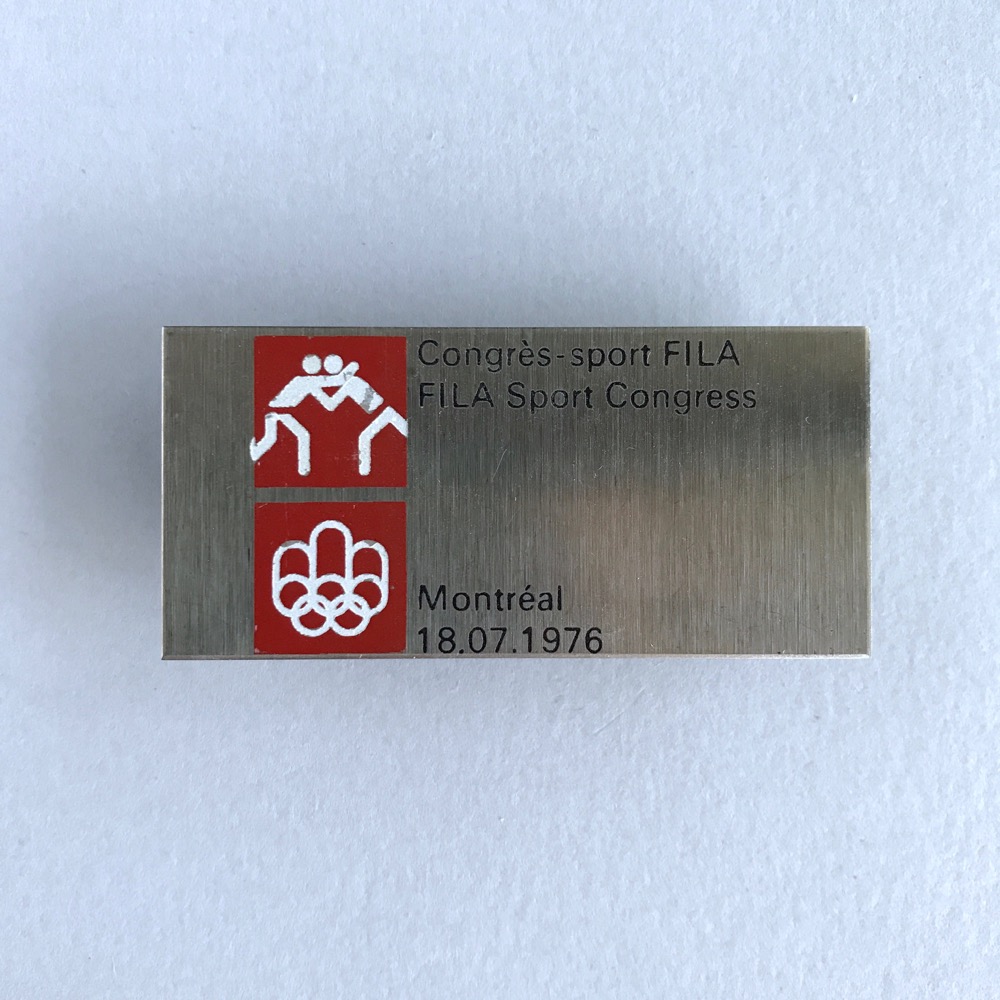 Congrès-sport FILA
FILA Sport Congress
Montréal
18.07.1976